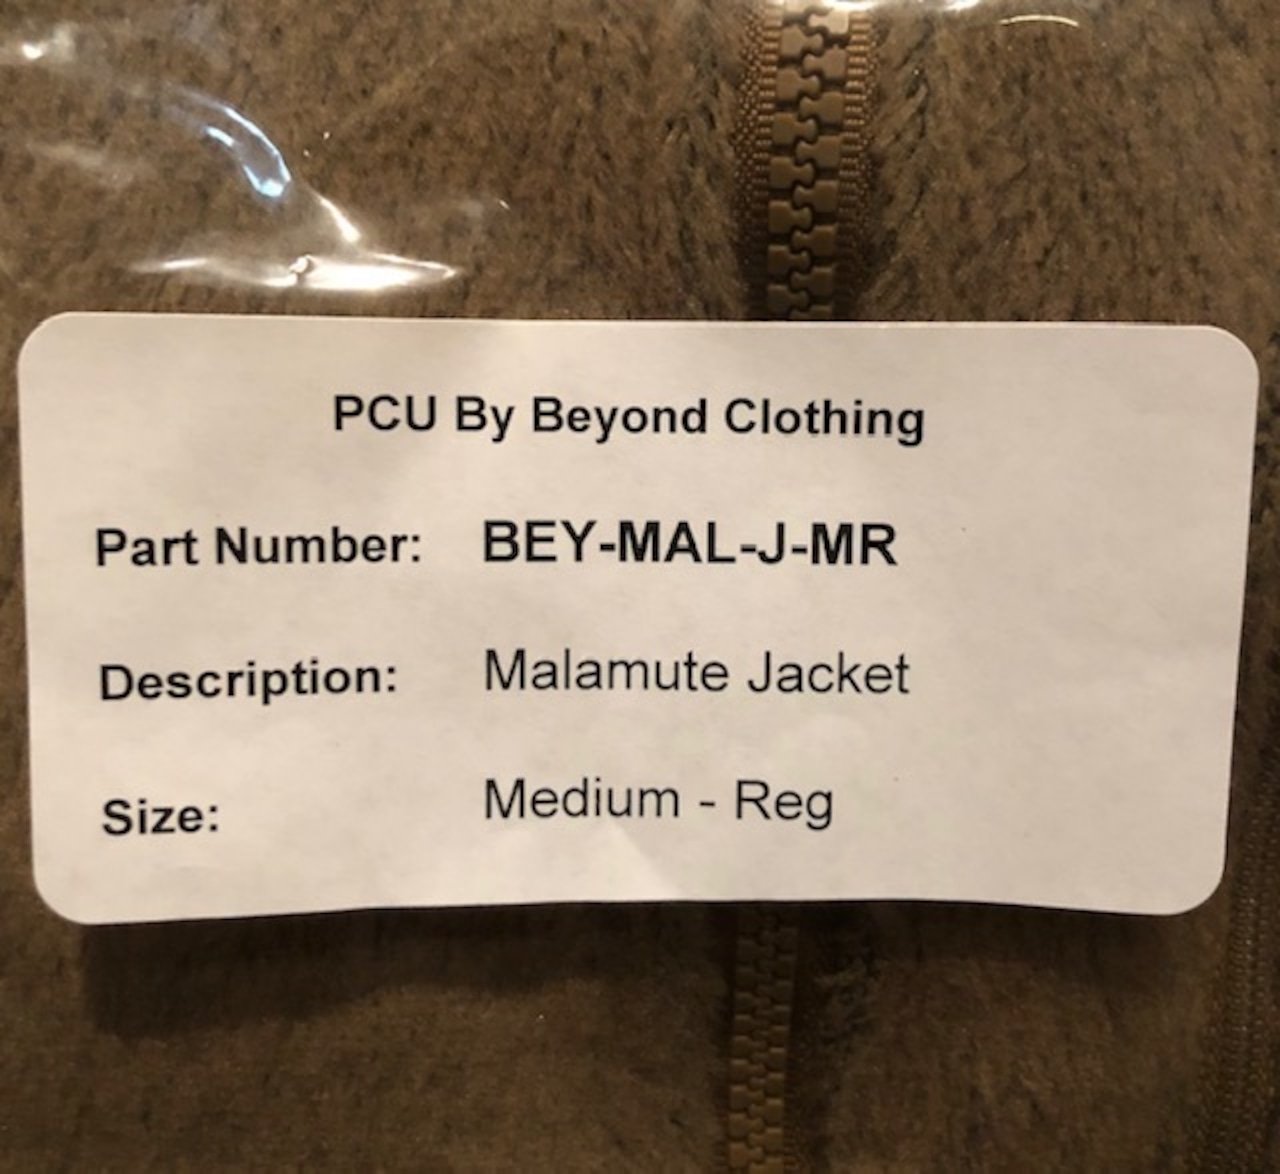 PCU By Beyond Clothing
Part Number: BEY-MAL-J-MR
Description: Malamute Jacket
Size: Medium - Reg